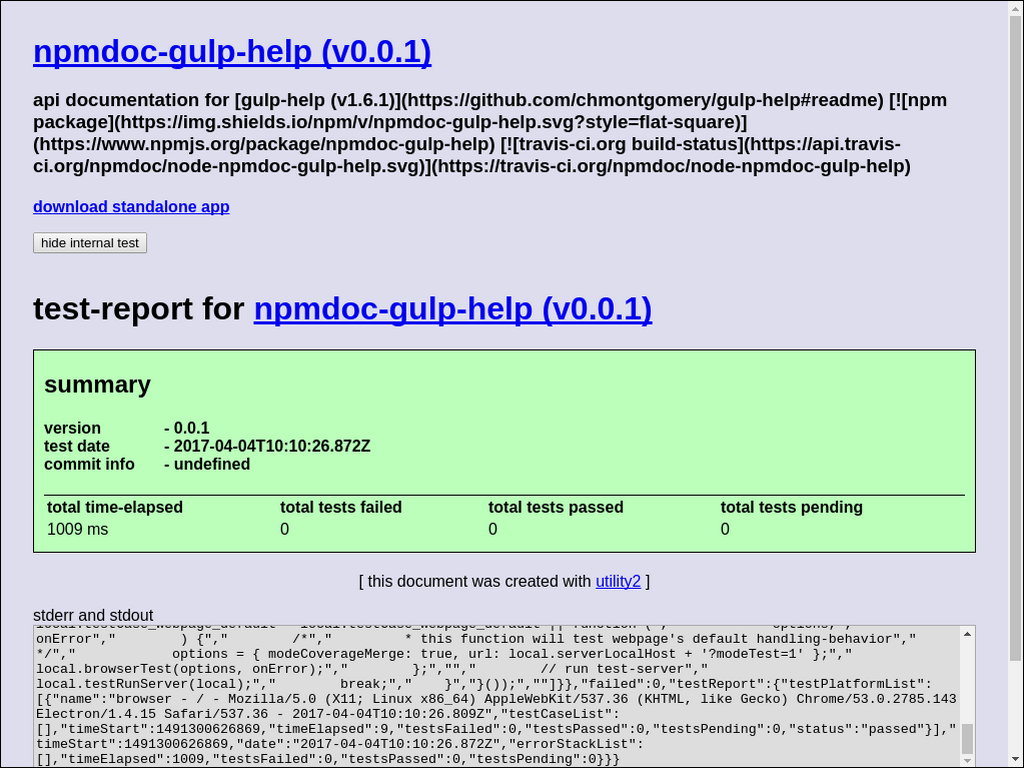 npmdoc-gulp-help (v0.0.1)
api documentation for [gulp-help (v1.6.1)](https://github.com/chmontgomery/gulp-help#readme) [![npm
package](https://img.shields.io/npm/v/npmdoc-gulp-help.svg?style=flat-square)]
(https://www.npmjs.org/package/npmdoc-gulp-help) [![travis-ci.org build-status](https://api.travis-
ci.org/npmdoc/node-npmdoc-gulp-help.svg)](https://travis-ci.org/npmdoc/node-npmdoc-gulp-help)
download standalone app
hide internal test
test-report for npmdoc-gulp-help (v0.0.1)
summary
version - 0.0.1
test date - 2017-04-04T10:10:26.872Z
commit info - undefined
total time-elapsed total tests failed total tests passed total tests pending
1009 ms 0 0 0
[ this document was created with utility2 ]
stderr and stdout
onError","        ) {","        /*","         * this function will test webpage's default handling-behavior","
*/","            options = { modeCoverageMerge: true, url: local.serverLocalHost + '?modeTest=1' };","
local.browserTest(options, onError);","        };","","        // run test-server","
local.testRunServer(local);","        break;","    }","}());",""]}},"failed":0,"testReport":{"testPlatformList":
[{"name":"browser - / - Mozilla/5.0 (X11; Linux x86_64) AppleWebKit/537.36 (KHTML, like Gecko) Chrome/53.0.2785.143
Electron/1.4.15 Safari/537.36 - 2017-04-04T10:10:26.809Z","testCaseList":
[],"timeStart":1491300626869,"timeElapsed":9,"testsFailed":0,"testsPassed":0,"testsPending":0,"status":"passed"}],"
timeStart":1491300626869,"date":"2017-04-04T10:10:26.872Z","errorStackList":
[],"timeElapsed":1009,"testsFailed":0,"testsPassed":0,"testsPending":0}}}